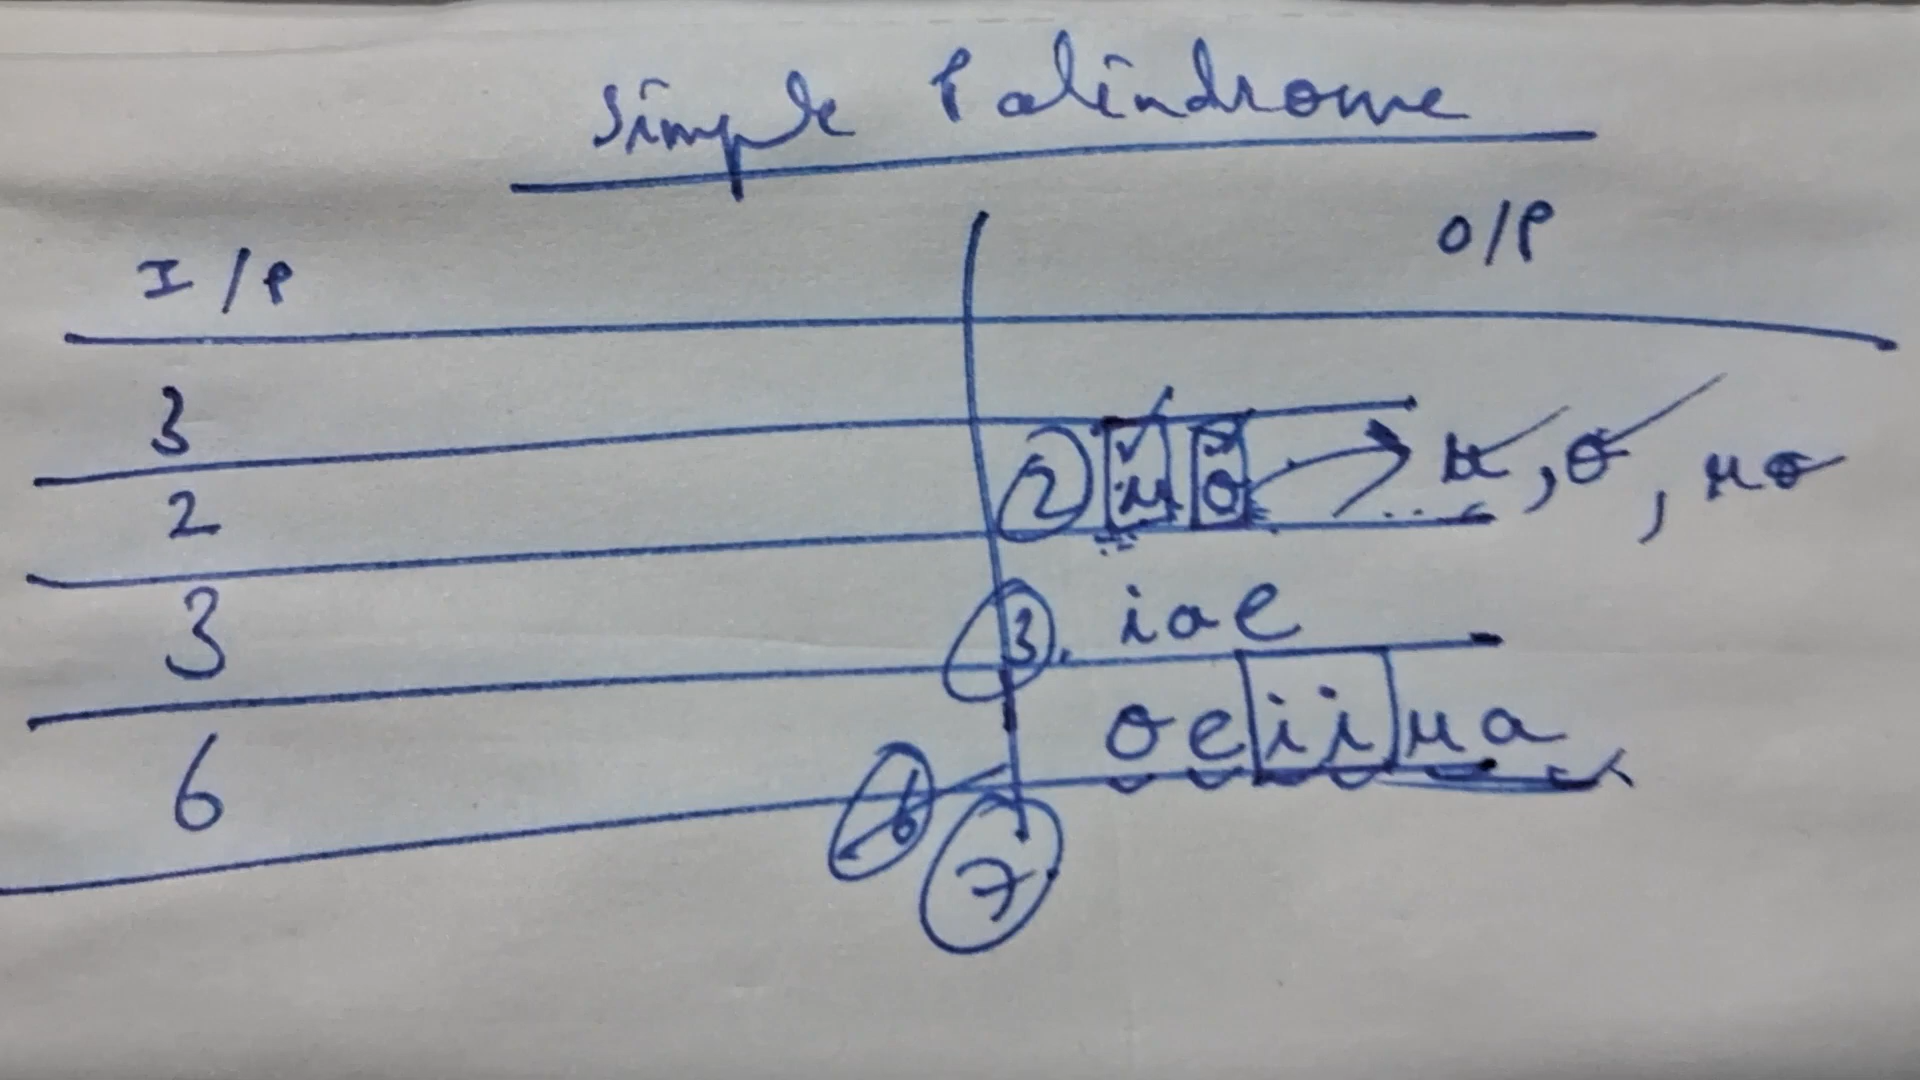 Simple Palindrome
I/P O/P
3
2 2 u o u, o, uo
3 3. iae
6 oeiiua
6 7